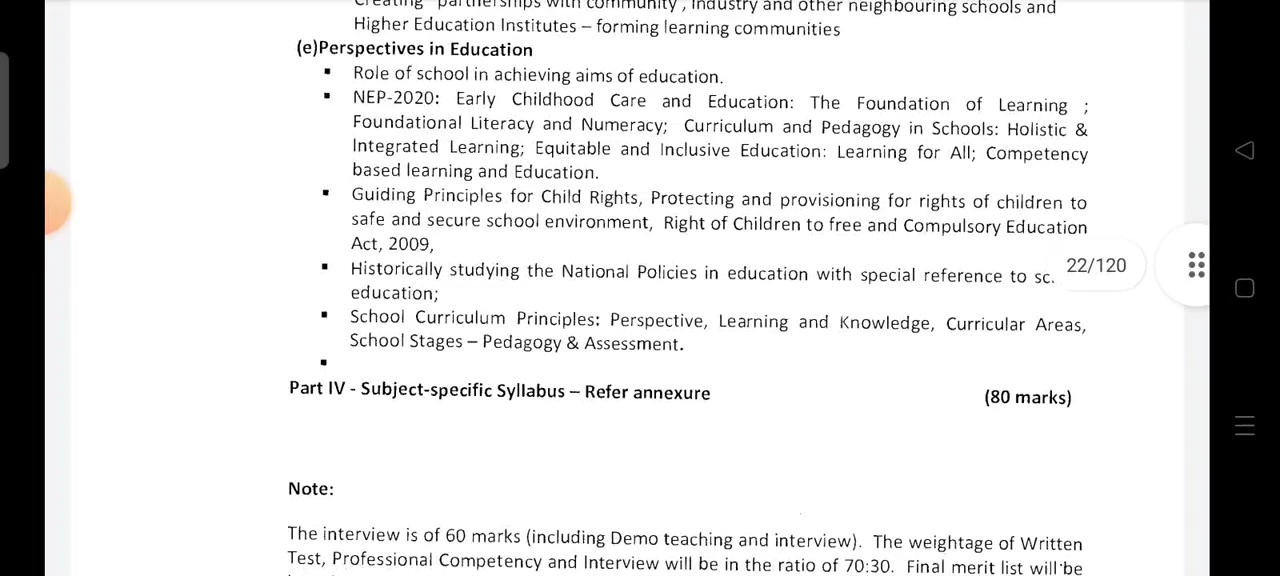 Creating partnerships with community , Industry and other neighbouring schools and
Higher Education Institutes – forming learning communities
(e)Perspectives in Education
▪ Role of school in achieving aims of education.
▪ NEP-2020: Early Childhood Care and Education: The Foundation of Learning ;
Foundational Literacy and Numeracy; Curriculum and Pedagogy in Schools: Holistic &
Integrated Learning; Equitable and Inclusive Education: Learning for All; Competency
based learning and Education.
▪ Guiding Principles for Child Rights, Protecting and provisioning for rights of children to
safe and secure school environment, Right of Children to free and Compulsory Education
Act, 2009,
▪ Historically studying the National Policies in education with special reference to
22/120
education;
▪ School Curriculum Principles: Perspective, Learning and Knowledge, Curricular Areas,
School Stages – Pedagogy & Assessment.
▪
Part IV - Subject-specific Syllabus – Refer annexure (80 marks)
Note:
The interview is of 60 marks (including Demo teaching and interview). The weightage of Written
Test, Professional Competency and Interview will be in the ratio of 70:30. Final merit list will be